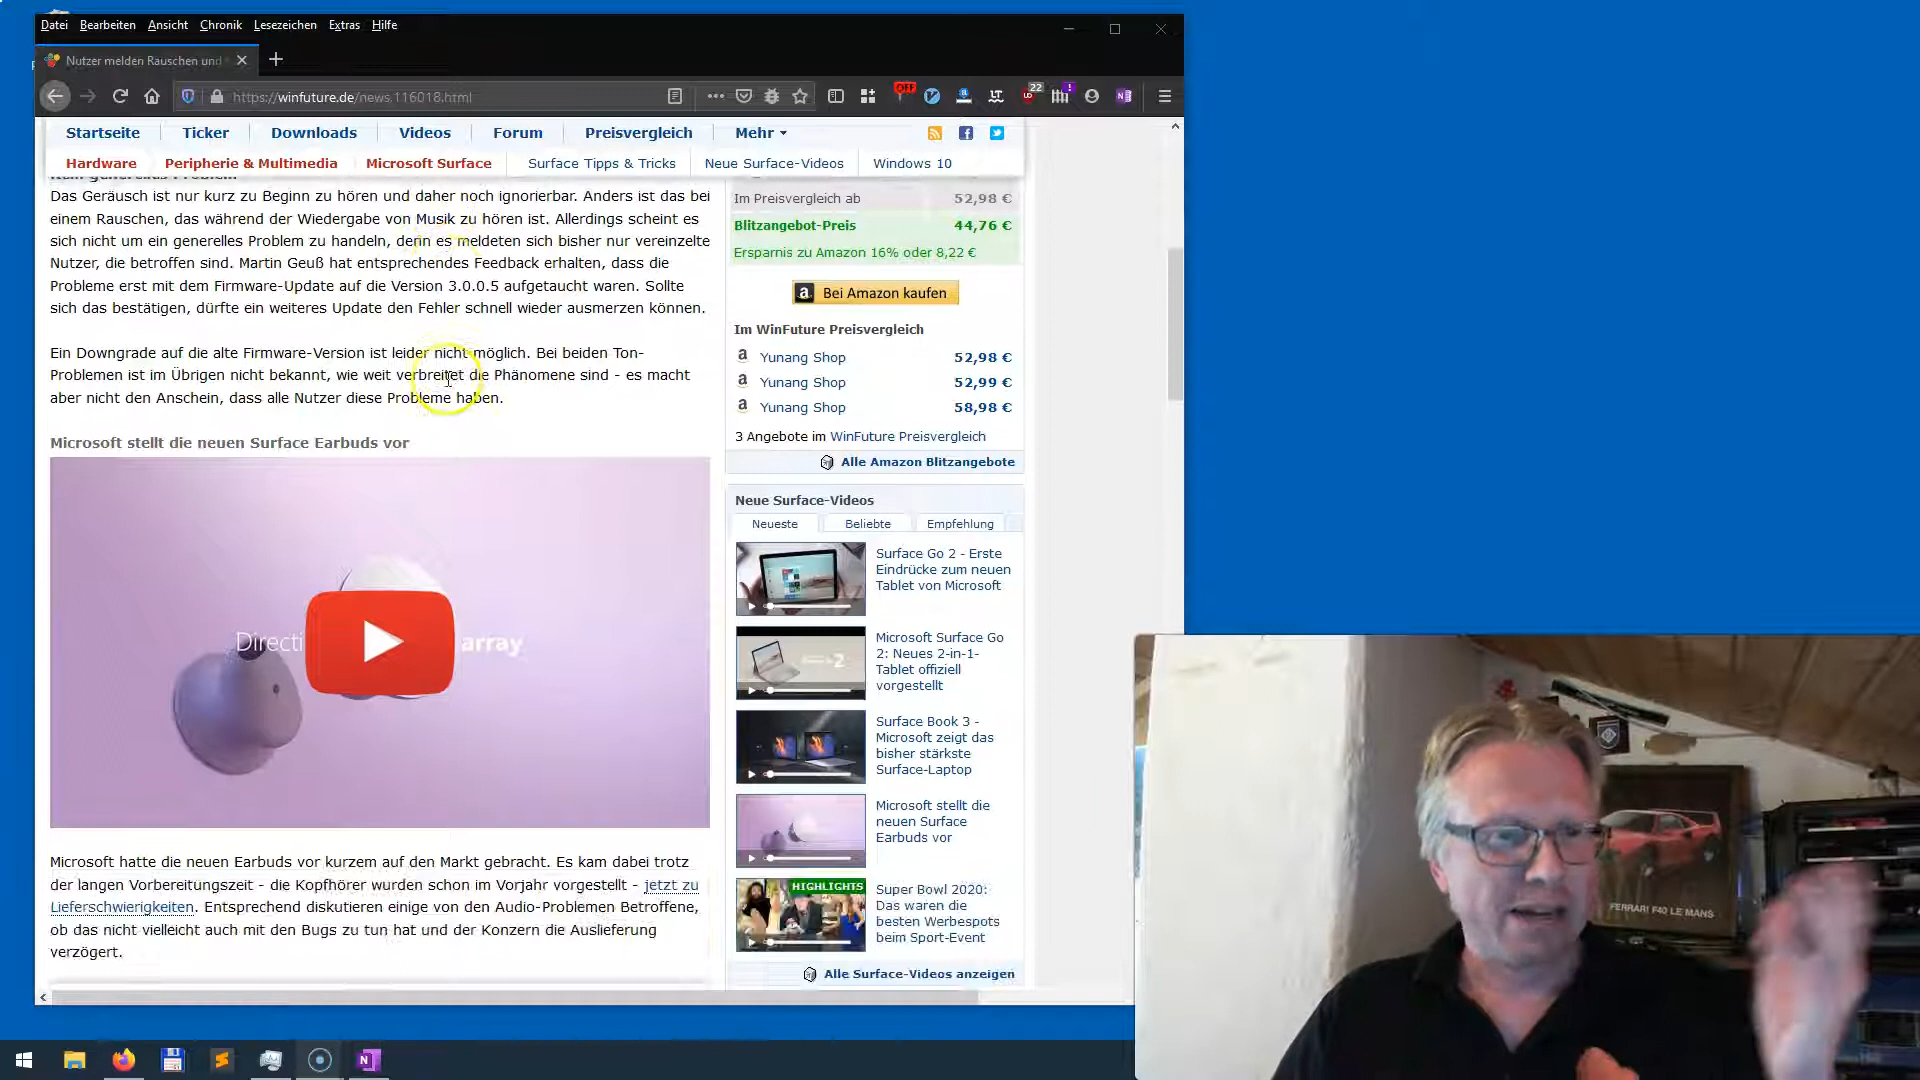 Datei Bearbeiten Ansicht Chronik Lesezeichen Extras Hilfe
Nutzer melden Rauschen und
https://winfuture.de/news.116018.html
OFF
22
Startseite Ticker Downloads Videos Forum Preisvergleich Mehr
Hardware Peripherie & Multimedia Microsoft Surface Surface Tipps & Tricks Neue Surface-Videos Windows 10
Das Geräusch ist nur kurz zu Beginn zu hören und daher noch ignorierbar. Anders ist das bei
einem Rauschen, das während der Wiedergabe von Musik zu hören ist. Allerdings scheint es
sich nicht um ein generelles Problem zu handeln, denn es meldeten sich bisher nur vereinzelte
Nutzer, die betroffen sind. Martin Geuß hat entsprechendes Feedback erhalten, dass die
Probleme erst mit dem Firmware-Update auf die Version 3.0.0.5 aufgetaucht waren. Sollte
sich das bestätigen, dürfte ein weiteres Update den Fehler schnell wieder ausmerzen können.
Ein Downgrade auf die alte Firmware-Version ist leider nicht möglich. Bei beiden Ton-
Problemen ist im Übrigen nicht bekannt, wie weit verbreitet die Phänomene sind - es macht
aber nicht den Anschein, dass alle Nutzer diese Probleme haben.
Microsoft stellt die neuen Surface Earbuds vor
Directi array
Microsoft hatte die neuen Earbuds vor kurzem auf den Markt gebracht. Es kam dabei trotz
der langen Vorbereitungszeit - die Kopfhörer wurden schon im Vorjahr vorgestellt - jetzt zu
Lieferschwierigkeiten. Entsprechend diskutieren einige von den Audio-Problemen Betroffene,
ob das nicht vielleicht auch mit den Bugs zu tun hat und der Konzern die Auslieferung
verzögert.
Im Preisvergleich ab 52,98 €
Blitzangebot-Preis 44,76 €
Ersparnis zu Amazon 16% oder 8,22 €
Bei Amazon kaufen
Im WinFuture Preisvergleich
Yunang Shop 52,98 €
Yunang Shop 52,99 €
Yunang Shop 58,98 €
3 Angebote im WinFuture Preisvergleich
Alle Amazon Blitzangebote
Neue Surface-Videos
Neueste Beliebte Empfehlung
Surface Go 2 - Erste
Eindrücke zum neuen
Tablet von Microsoft
Microsoft Surface Go
2: Neues 2-in-1-
Tablet offiziell
vorgestellt
Surface Book 3 -
Microsoft zeigt das
bisher stärkste
Surface-Laptop
Microsoft stellt die
neuen Surface
Earbuds vor
HIGHLIGHTS
Super Bowl 2020:
Das waren die
besten Werbespots
beim Sport-Event
Alle Surface-Videos anzeigen
FERRARI F40 LE MANS